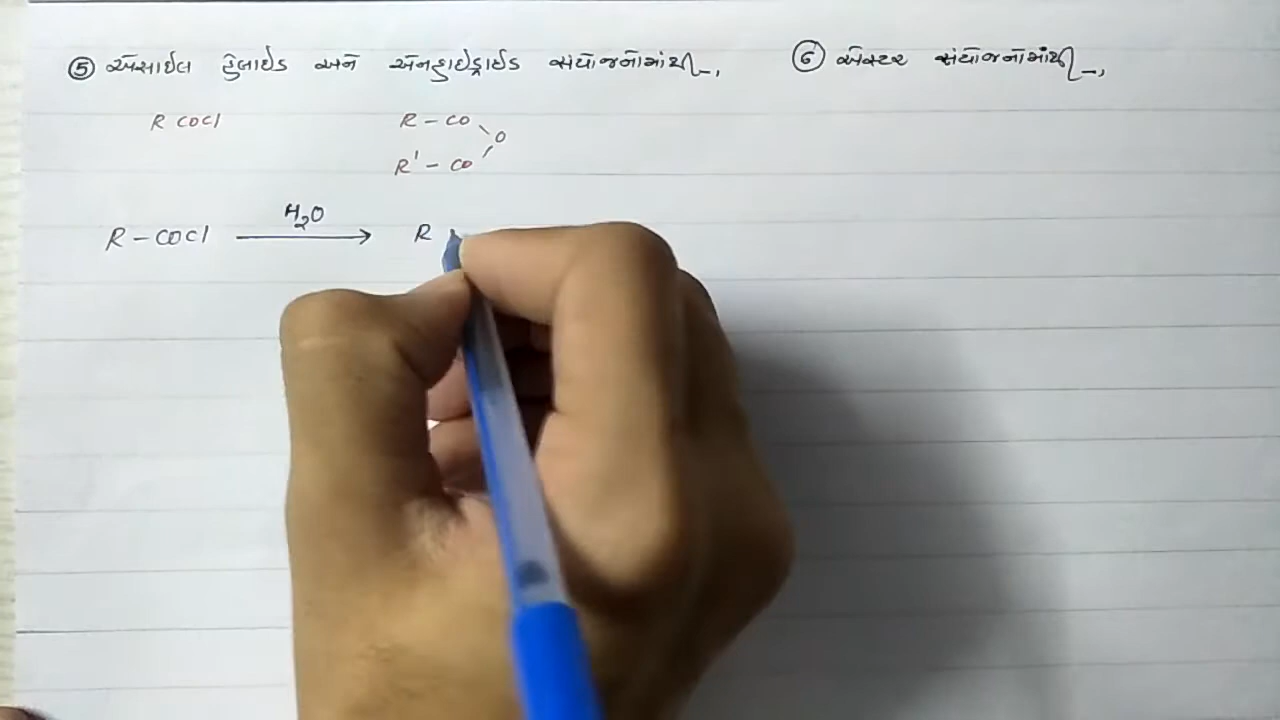 ⑤ એસાઈલ હેલાઈડ અને એનહાઈડ્રાઈડ સંયોજનોમાંથી _,
R COCl
R - CO \
O
R' - CO /
R - COCl ⟶ H₂O R
⑥ એસ્ટર સંયોજનોમાંથી _,